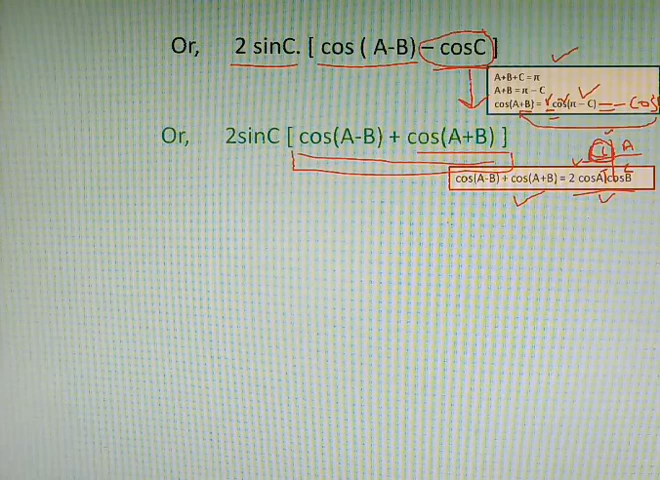 Or, 2 sinC. [ cos ( A-B) – cosC ]
A+B+C = π
A+B = π – C
cos(A+B) = cos(π – C) = – COS
Or, 2sinC [ cos(A-B) + cos(A+B) ]
A
cos(A-B) + cos(A+B) = 2 cosA cosB